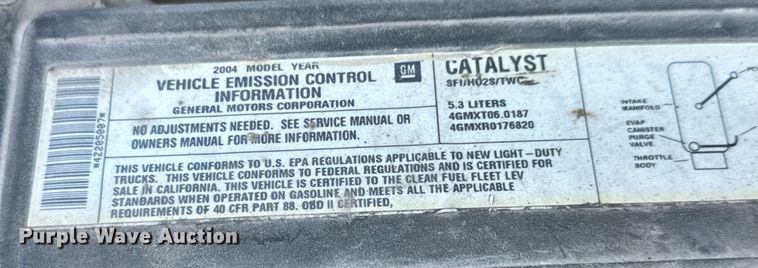 2004 MODEL YEAR
VEHICLE EMISSION CONTROL
INFORMATION
GENERAL MOTORS CORPORATION
GM
NO ADJUSTMENTS NEEDED. SEE SERVICE MANUAL OR
OWNERS MANUAL FOR MORE INFORMATION.
CATALYST
SFI/HO2S/TWC
5.3 LITERS
4GMXT06.0187
4GMXR0176820
THIS VEHICLE CONFORMS TO U.S. EPA REGULATIONS APPLICABLE TO NEW LIGHT-DUTY
TRUCKS. THIS VEHICLE CONFORMS TO FEDERAL REGULATIONS AND IS CERTIFIED FOR
SALE IN CALIFORNIA. THIS VEHICLE IS CERTIFIED TO THE CLEAN FUEL FLEET LEV
STANDARDS WHEN OPERATED ON GASOLINE AND MEETS ALL THE APPLICABLE
REQUIREMENTS OF 40 CFR PART 88. OBD II CERTIFIED,
INTAKE
MANIFOLD
EVAP
CANISTER
PURGE
VALVE
THROTTLE
BODY
*42205007*
Purple Wave Auction